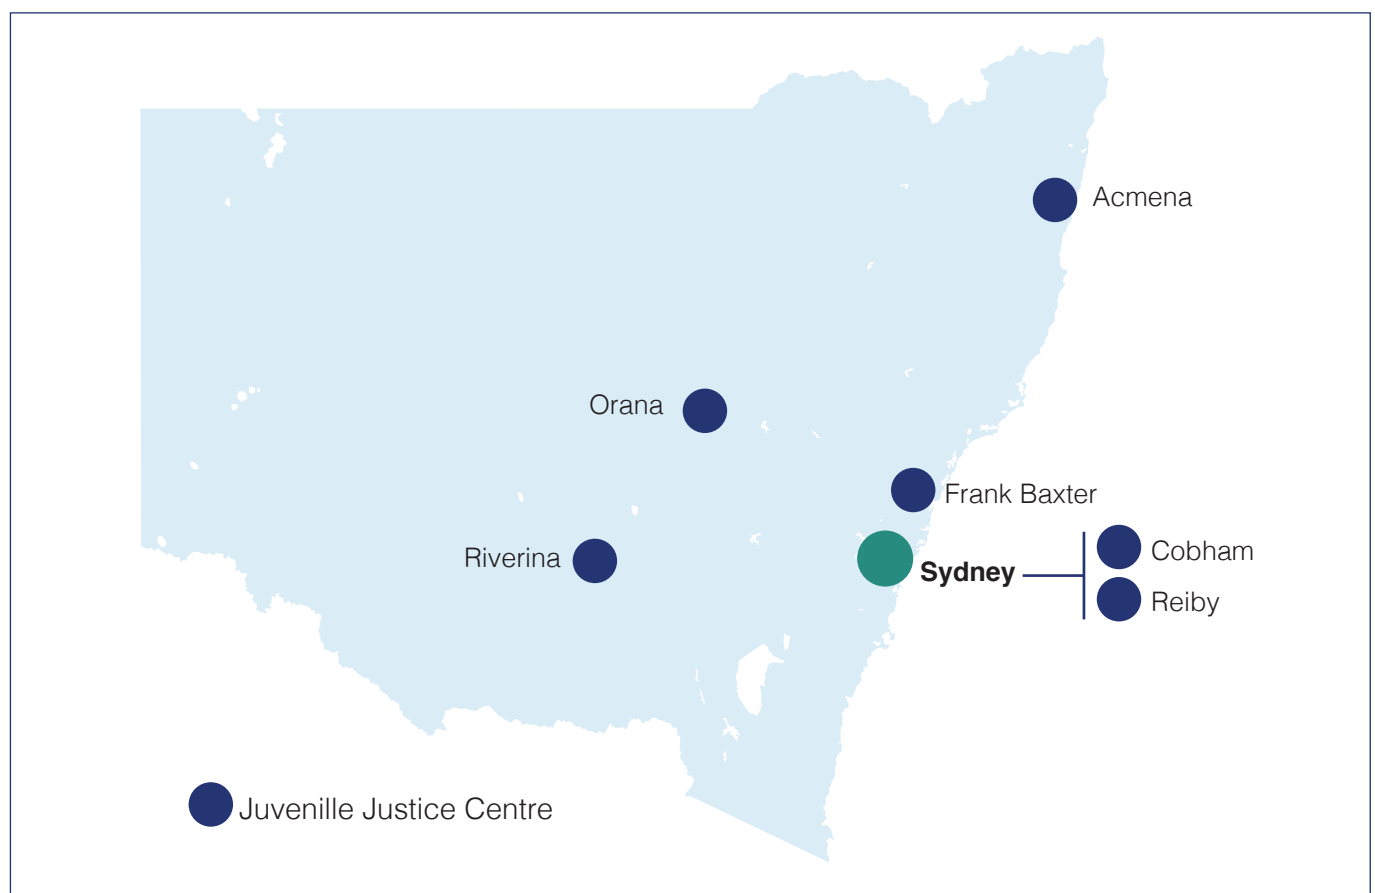 Acmena
Orana
Frank Baxter
Riverina
Sydney
Cobham
Reiby
Juvenille Justice Centre